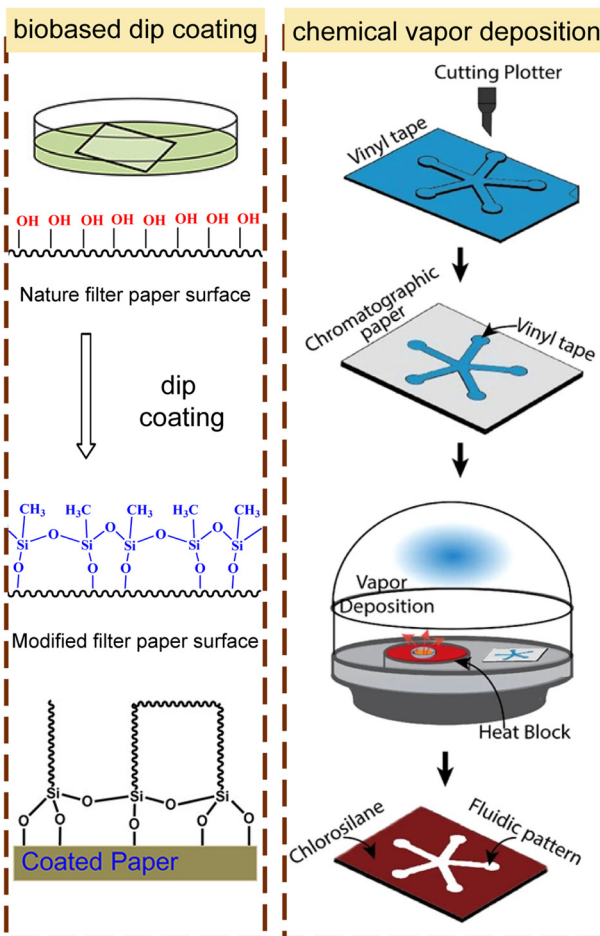 biobased dip coating
OH OH OH OH OH OH OH OH
Nature filter paper surface
dip
coating
CH3 H3C CH3 H3C CH3
O O O O
Si Si Si Si Si
O O O O O
Modified filter paper surface
Si Si Si
O O
O O O O O
Coated Paper
chemical vapor deposition
Cutting Plotter
Vinyl tape
Chromatographic
paper
Vinyl tape
Vapor
Deposition
Heat Block
Chlorosilane
Fluidic
pattern